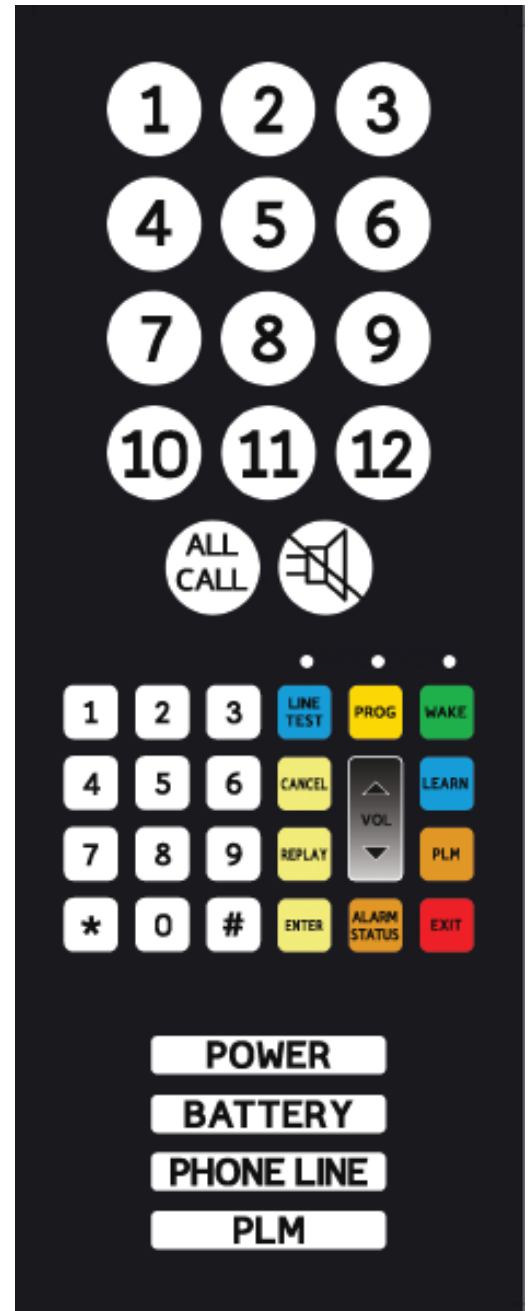 1 2 3
4 5 6
7 8 9
10 11 12
ALL
CALL
1 2 3 LINE TEST PROG WAKE
4 5 6 CANCEL LEARN
VOL
7 8 9 REPLAY PLM
* 0 # ENTER ALARM STATUS EXIT
POWER
BATTERY
PHONE LINE
PLM